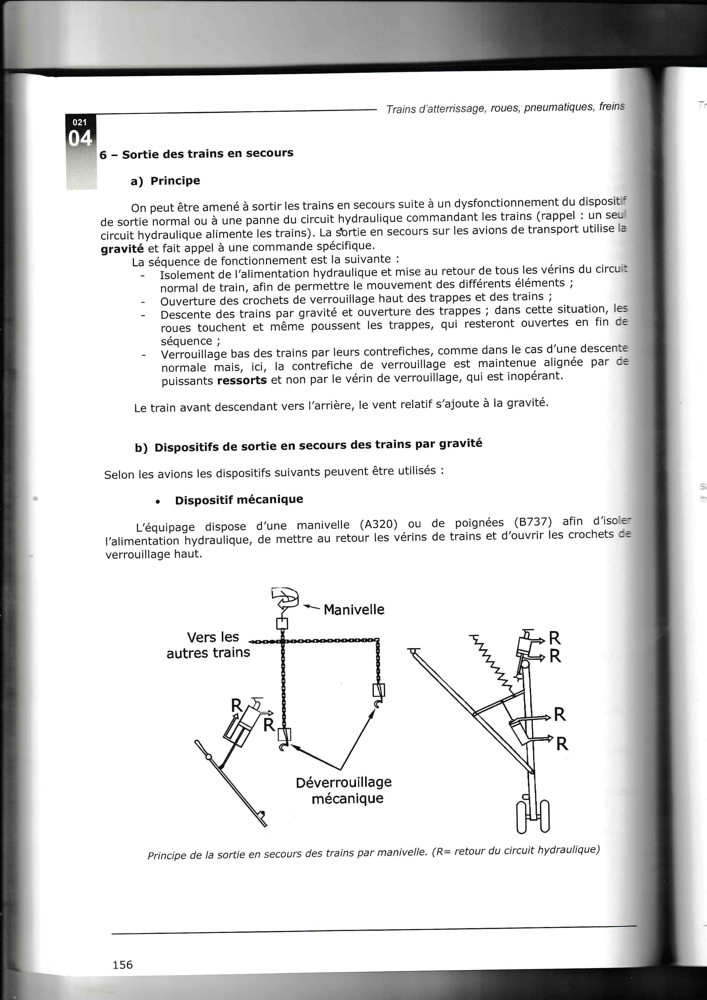 Trains d'atterrissage, roues, pneumatiques, freins
021
04
6 – Sortie des trains en secours
a) Principe
On peut être amené à sortir les trains en secours suite à un dysfonctionnement du dispositif
de sortie normal ou à une panne du circuit hydraulique commandant les trains (rappel : un seul
circuit hydraulique alimente les trains). La sortie en secours sur les avions de transport utilise la
gravité et fait appel à une commande spécifique.
La séquence de fonctionnement est la suivante :
- Isolement de l'alimentation hydraulique et mise au retour de tous les vérins du circuit
normal de train, afin de permettre le mouvement des différents éléments ;
- Ouverture des crochets de verrouillage haut des trappes et des trains ;
- Descente des trains par gravité et ouverture des trappes ; dans cette situation, les
roues touchent et même poussent les trappes, qui resteront ouvertes en fin de
séquence ;
- Verrouillage bas des trains par leurs contrefiches, comme dans le cas d'une descente
normale mais, ici, la contrefiche de verrouillage est maintenue alignée par de
puissants ressorts et non par le vérin de verrouillage, qui est inopérant.
Le train avant descendant vers l'arrière, le vent relatif s'ajoute à la gravité.
b) Dispositifs de sortie en secours des trains par gravité
Selon les avions les dispositifs suivants peuvent être utilisés :
• Dispositif mécanique
L'équipage dispose d'une manivelle (A320) ou de poignées (B737) afin d'isoler
l'alimentation hydraulique, de mettre au retour les vérins de trains et d'ouvrir les crochets de
verrouillage haut.
Manivelle
Vers les
autres trains
R
R
R
R
R
R
Déverrouillage
mécanique
Principe de la sortie en secours des trains par manivelle. (R= retour du circuit hydraulique)
156